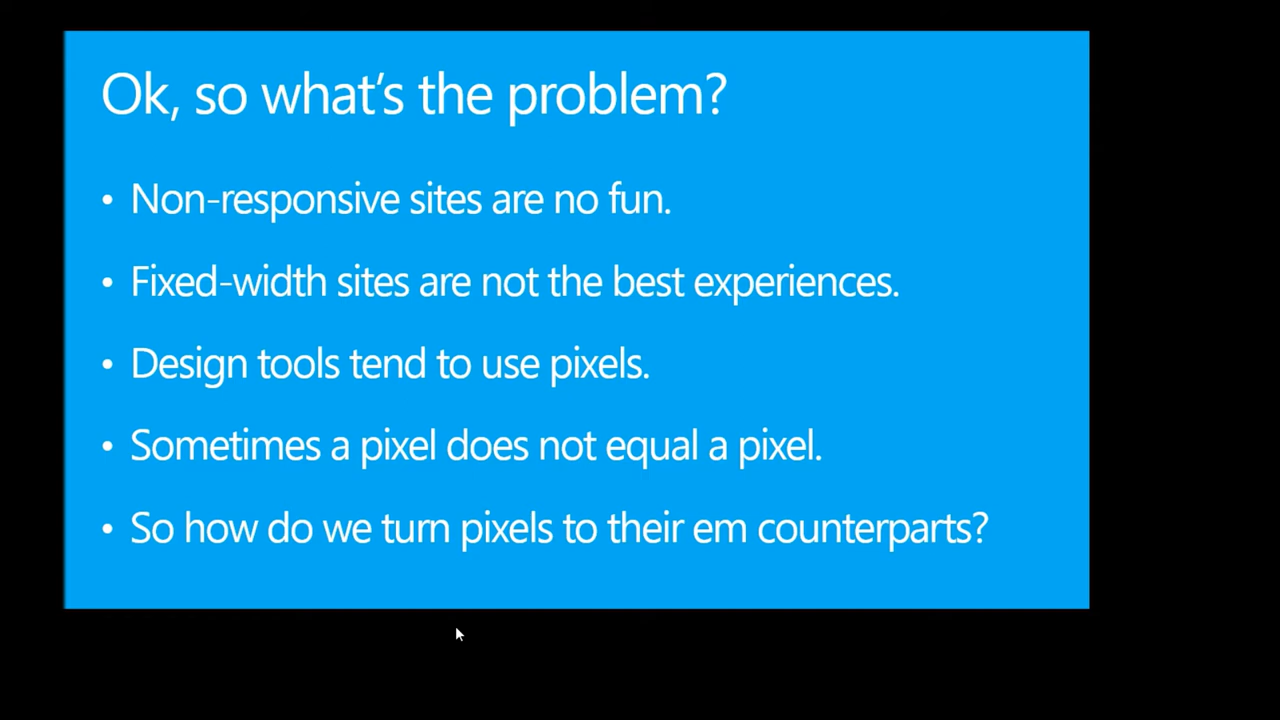 Ok, so what's the problem?
• Non-responsive sites are no fun.
• Fixed-width sites are not the best experiences.
• Design tools tend to use pixels.
• Sometimes a pixel does not equal a pixel.
• So how do we turn pixels to their em counterparts?